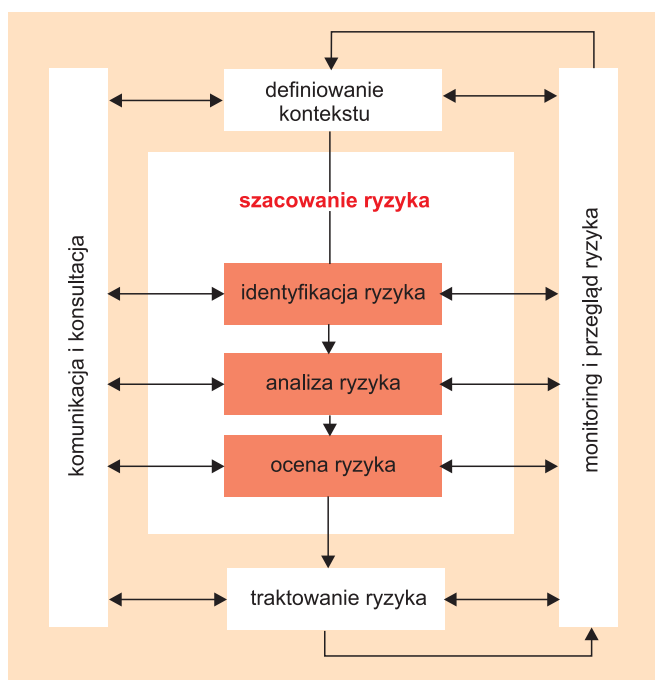 definiowanie
kontekstu
szacowanie ryzyka
identyfikacja ryzyka
analiza ryzyka
ocena ryzyka
traktowanie ryzyka
komunikacja i konsultacja
monitoring i przegląd ryzyka